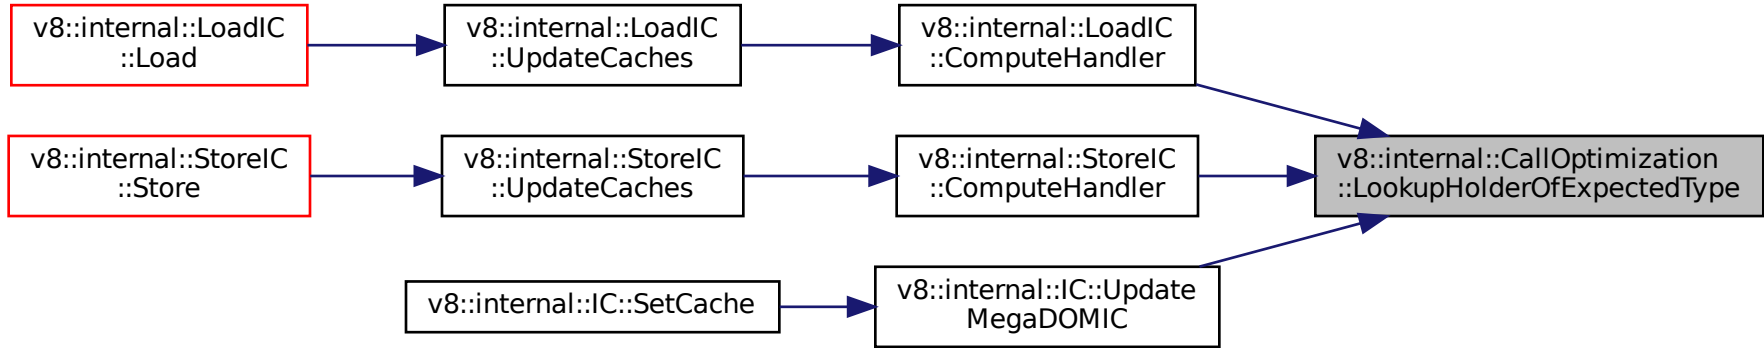 v8::internal::LoadIC
::Load
v8::internal::LoadIC
::UpdateCaches
v8::internal::LoadIC
::ComputeHandler
v8::internal::StoreIC
::Store
v8::internal::StoreIC
::UpdateCaches
v8::internal::StoreIC
::ComputeHandler
v8::internal::CallOptimization
::LookupHolderOfExpectedType
v8::internal::IC::SetCache
v8::internal::IC::Update
MegaDOMIC